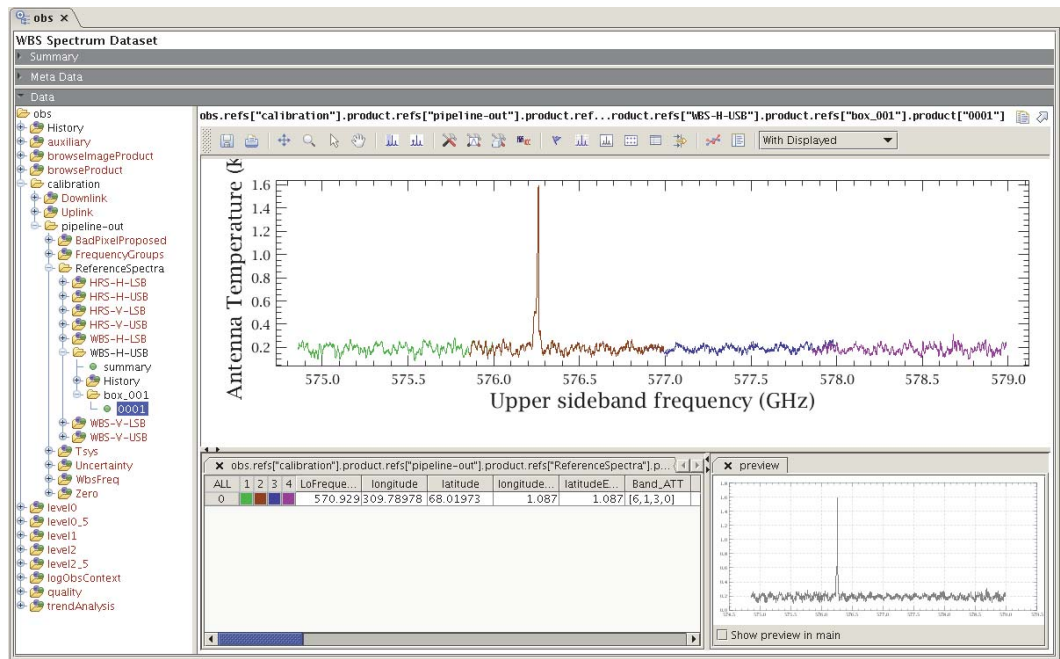 obs ×
WBS Spectrum Dataset
Summary
Meta Data
Data
obs
History
auxiliary
browseImageProduct
browseProduct
calibration
Downlink
Uplink
pipeline-out
BadPixelProposed
FrequencyGroups
ReferenceSpectra
HRS-H-LSB
HRS-H-USB
HRS-V-LSB
HRS-V-USB
WBS-H-LSB
WBS-H-USB
summary
History
box_001
0001
WBS-V-LSB
WBS-V-USB
Tsys
Uncertainty
WbsFreq
Zero
level0
level0_5
level1
level2
level2_5
logObsContext
quality
trendAnalysis
obs.refs["calibration"].product.refs["pipeline-out"].product.ref...roduct.refs["WBS-H-USB"].product.refs["box_001"].product["0001"]
With Displayed
Antenna Temperature (K
1.6
1.4
1.2
1.0
0.8
0.6
0.4
0.2
575.0 575.5 576.0 576.5 577.0 577.5 578.0 578.5 579.0
Upper sideband frequency (GHz)
× obs.refs["calibration"].product.refs["pipeline-out"].product.refs["ReferenceSpectra"].p...
ALL 1 2 3 4 LoFreque... longitude latitude longitude... latitudeE... Band_ATT
0 570.929 309.78978 68.01973 1.087 1.087 [6,1,3,0]
× preview
Show preview in main